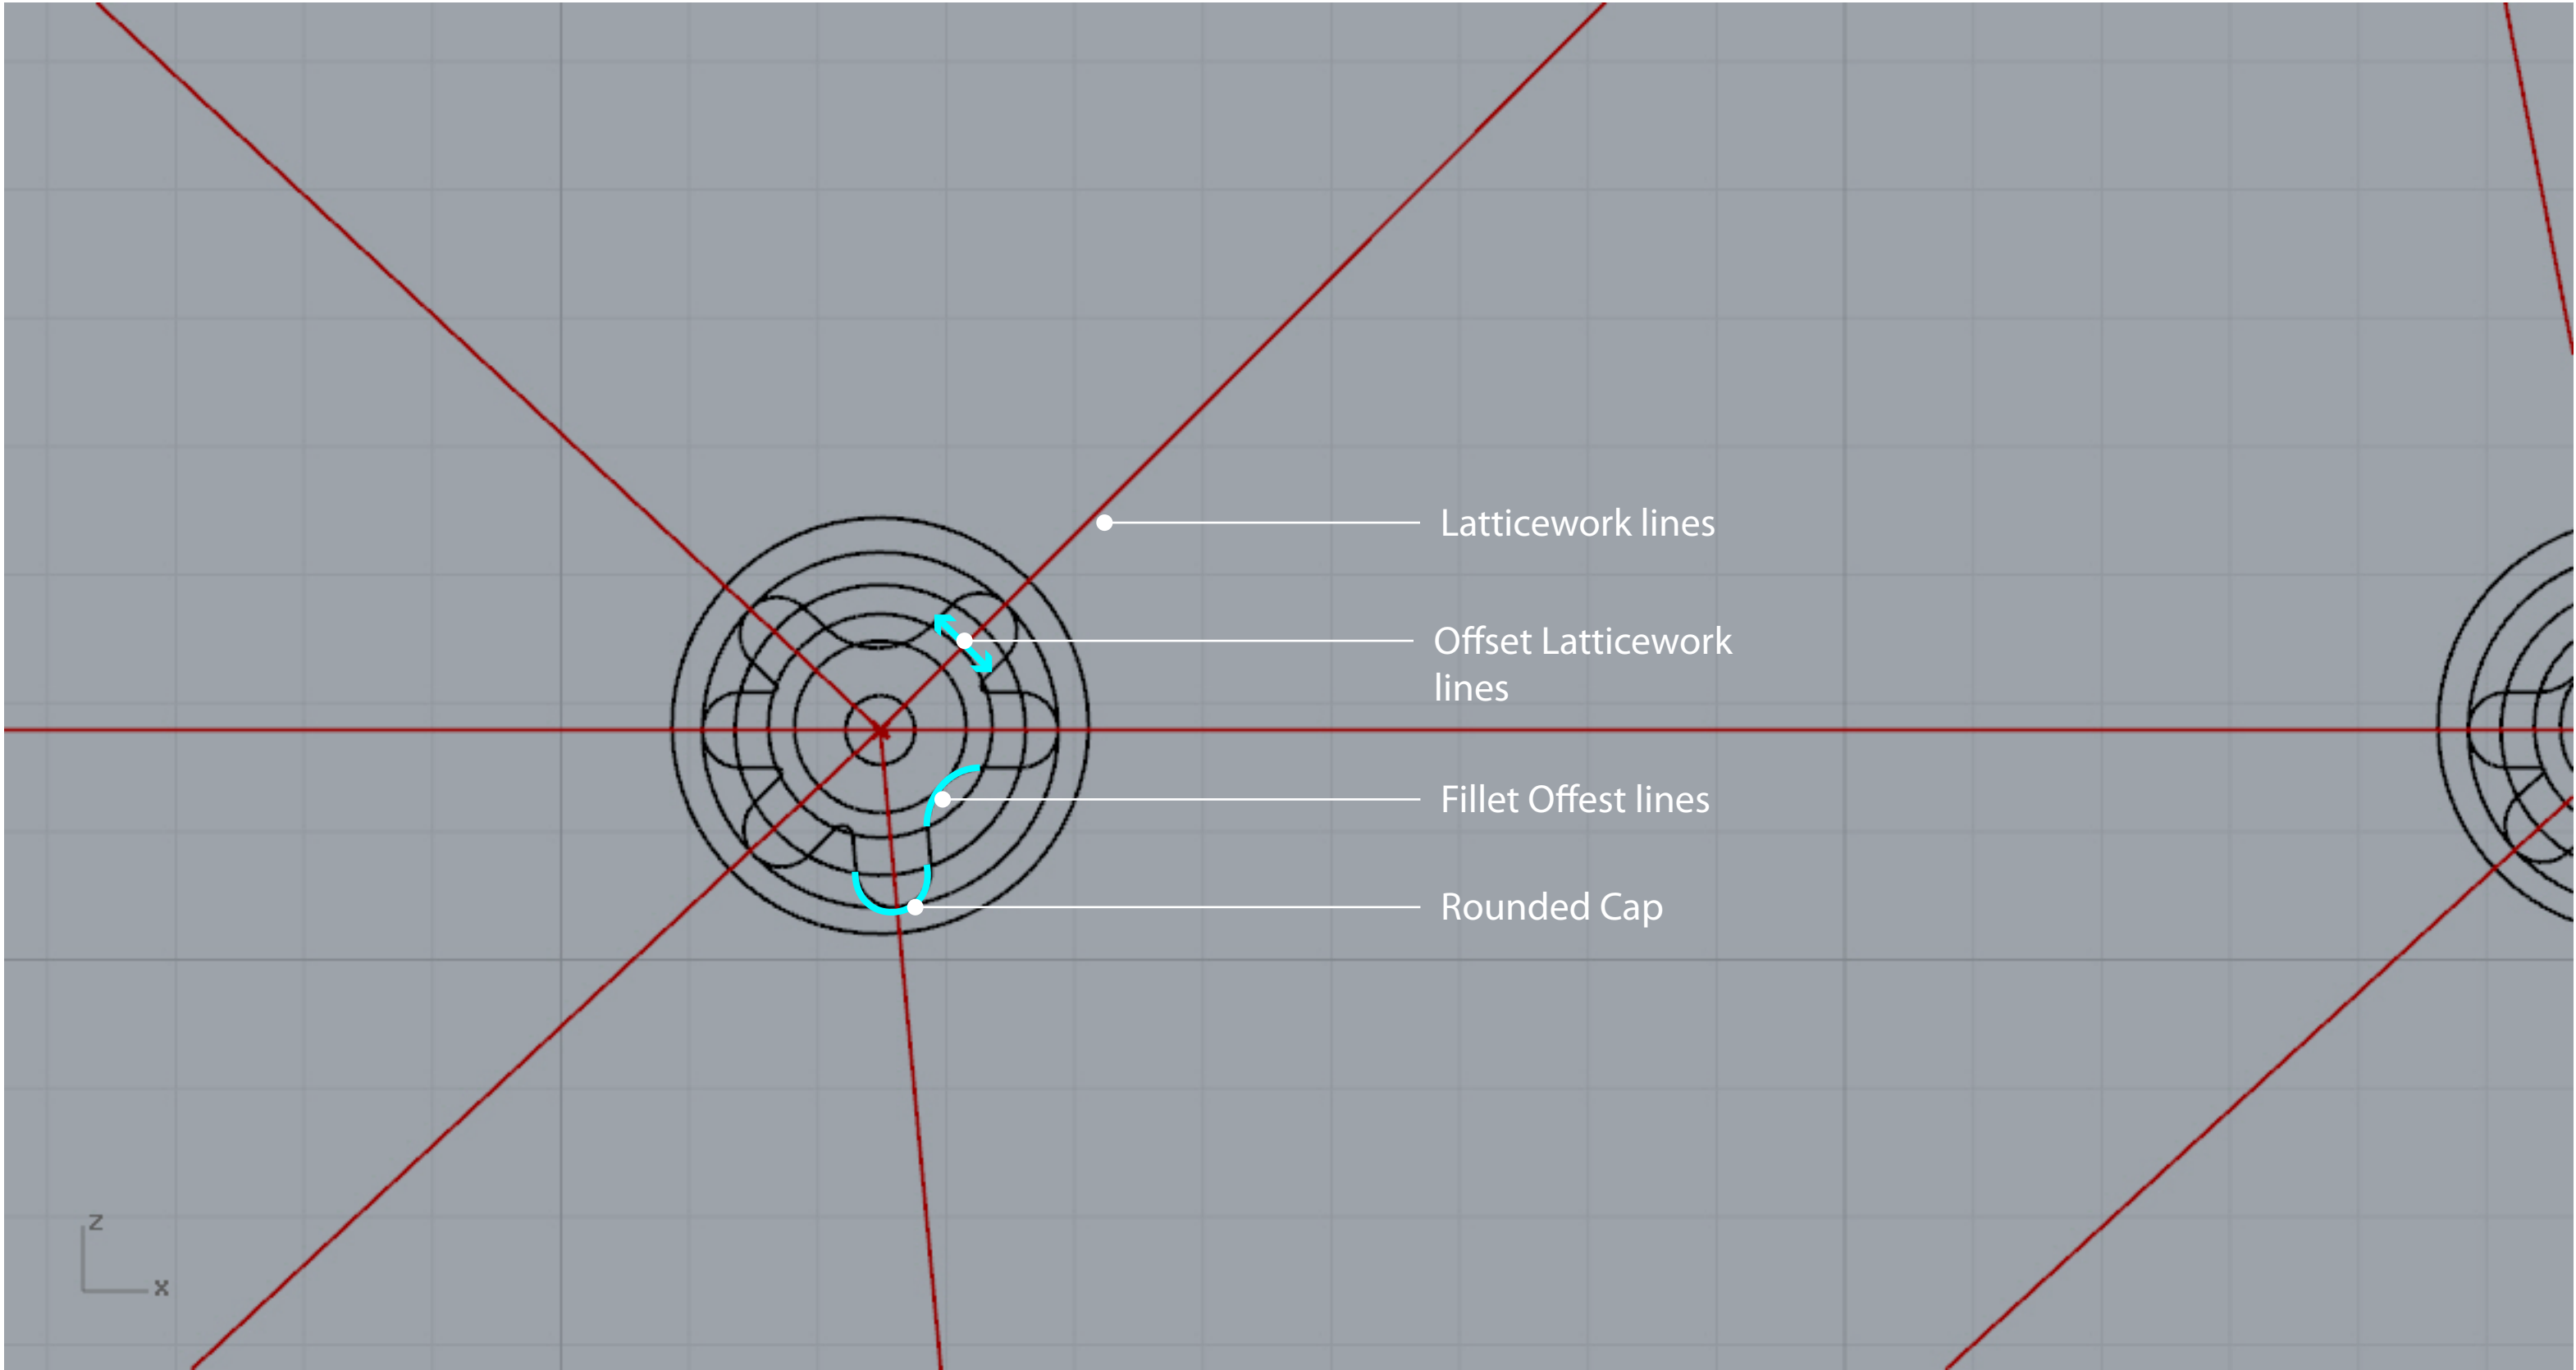 Latticework lines
Offset Latticework
lines
Fillet Offest lines
Rounded Cap
z
x